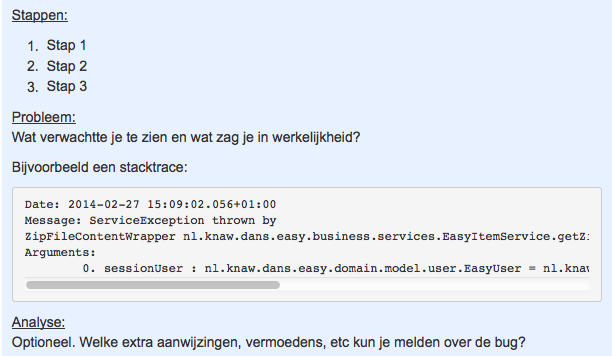 Stappen:
1. Stap 1
2. Stap 2
3. Stap 3
Probleem:
Wat verwachtte je te zien en wat zag je in werkelijkheid?
Bijvoorbeeld een stacktrace:
Date: 2014-02-27 15:09:02.056+01:00
Message: ServiceException thrown by
ZipFileContentWrapper nl.knaw.dans.easy.business.services.EasyItemService.getZi
Arguments:
0. sessionUser : nl.knaw.dans.easy.domain.model.user.EasyUser = nl.knaw
Analyse:
Optioneel. Welke extra aanwijzingen, vermoedens, etc kun je melden over de bug?